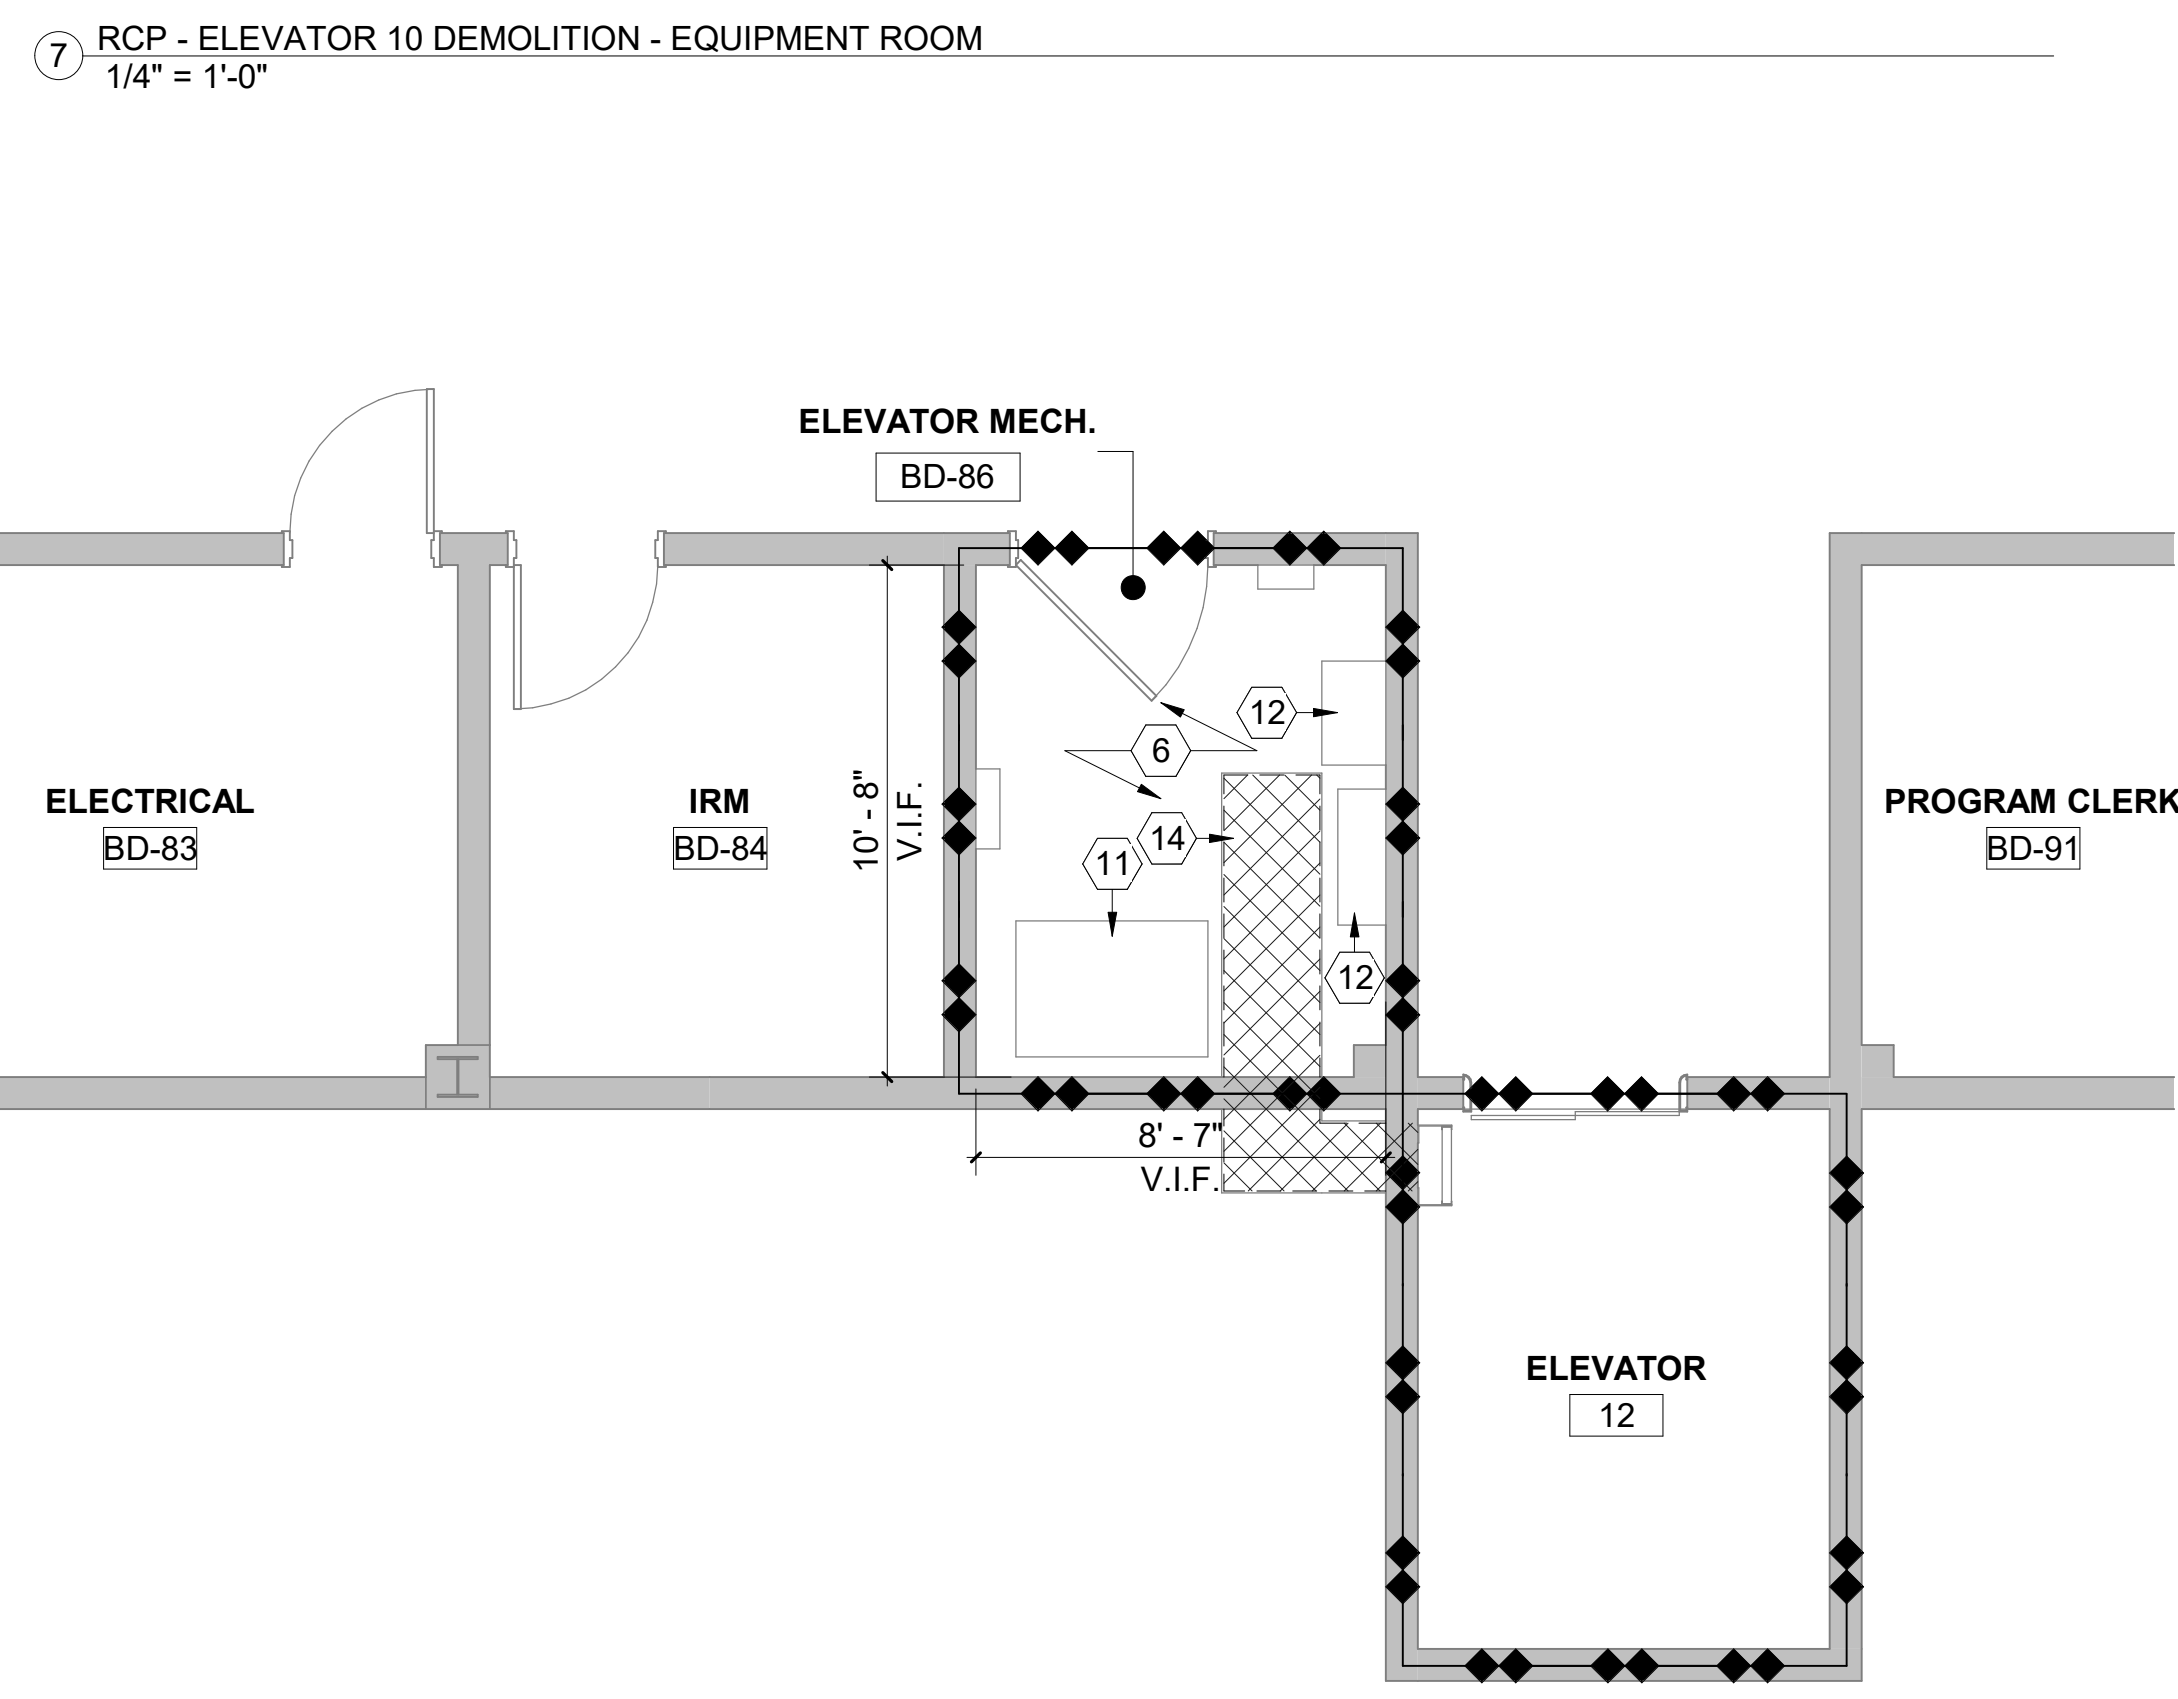 7
RCP - ELEVATOR 10 DEMOLITION - EQUIPMENT ROOM
1/4" = 1'-0"
ELEVATOR MECH.
BD-86
12
6
ELECTRICAL
BD-83
IRM
BD-84
10' - 8"
V.I.F.
14
11
12
PROGRAM CLERK
BD-91
8' - 7"
V.I.F.
ELEVATOR
12